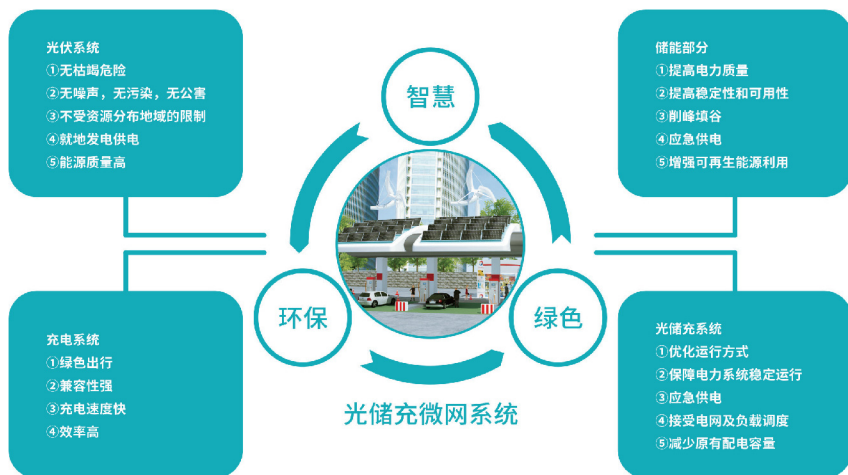 光伏系统
①无枯竭危险
②无噪声，无污染，无公害
③不受资源分布地域的限制
④就地发电供电
⑤能源质量高
储能部分
①提高电力质量
②提高稳定性和可用性
③削峰填谷
④应急供电
⑤增强可再生能源利用
智慧
环保
绿色
光储充微网系统
充电系统
①绿色出行
②兼容性强
③充电速度快
④效率高
光储充系统
①优化运行方式
②保障电力系统稳定运行
③应急供电
④接受电网及负载调度
⑤减少原有配电容量